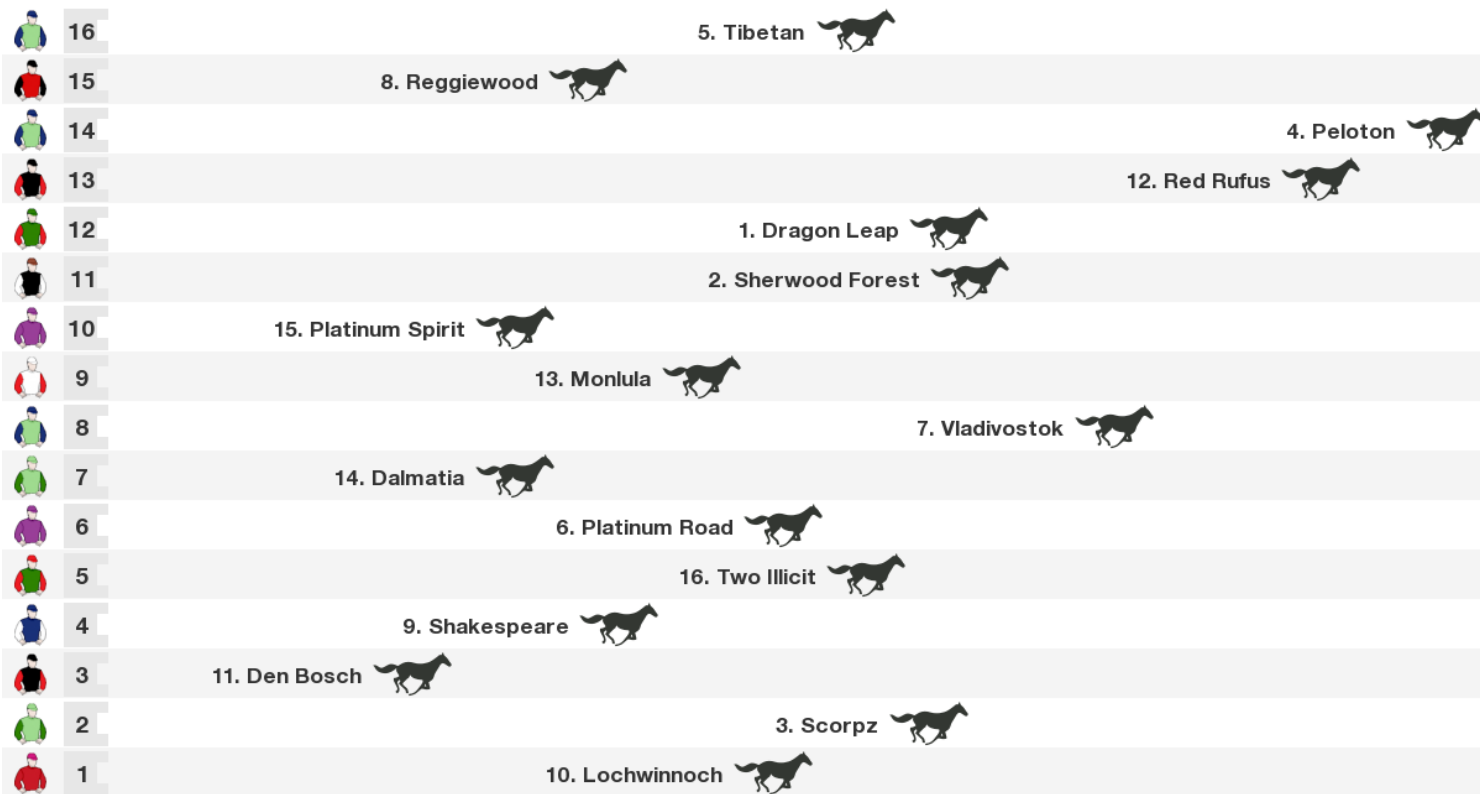 16 5. Tibetan
15 8. Reggiewood
14 4. Peloton
13 12. Red Rufus
12 1. Dragon Leap
11 2. Sherwood Forest
10 15. Platinum Spirit
9 13. Monlula
8 7. Vladivostok
7 14. Dalmatia
6 6. Platinum Road
5 16. Two Illicit
4 9. Shakespeare
3 11. Den Bosch
2 3. Scorpz
1 10. Lochwinnoch